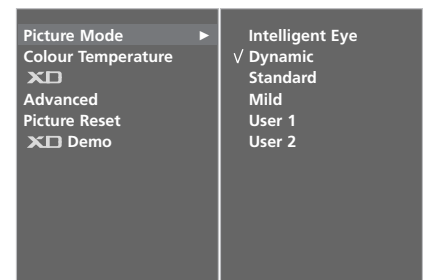 Picture Mode ►
Colour Temperature
XD
Advanced
Picture Reset
XD Demo
Intelligent Eye
√ Dynamic
Standard
Mild
User 1
User 2